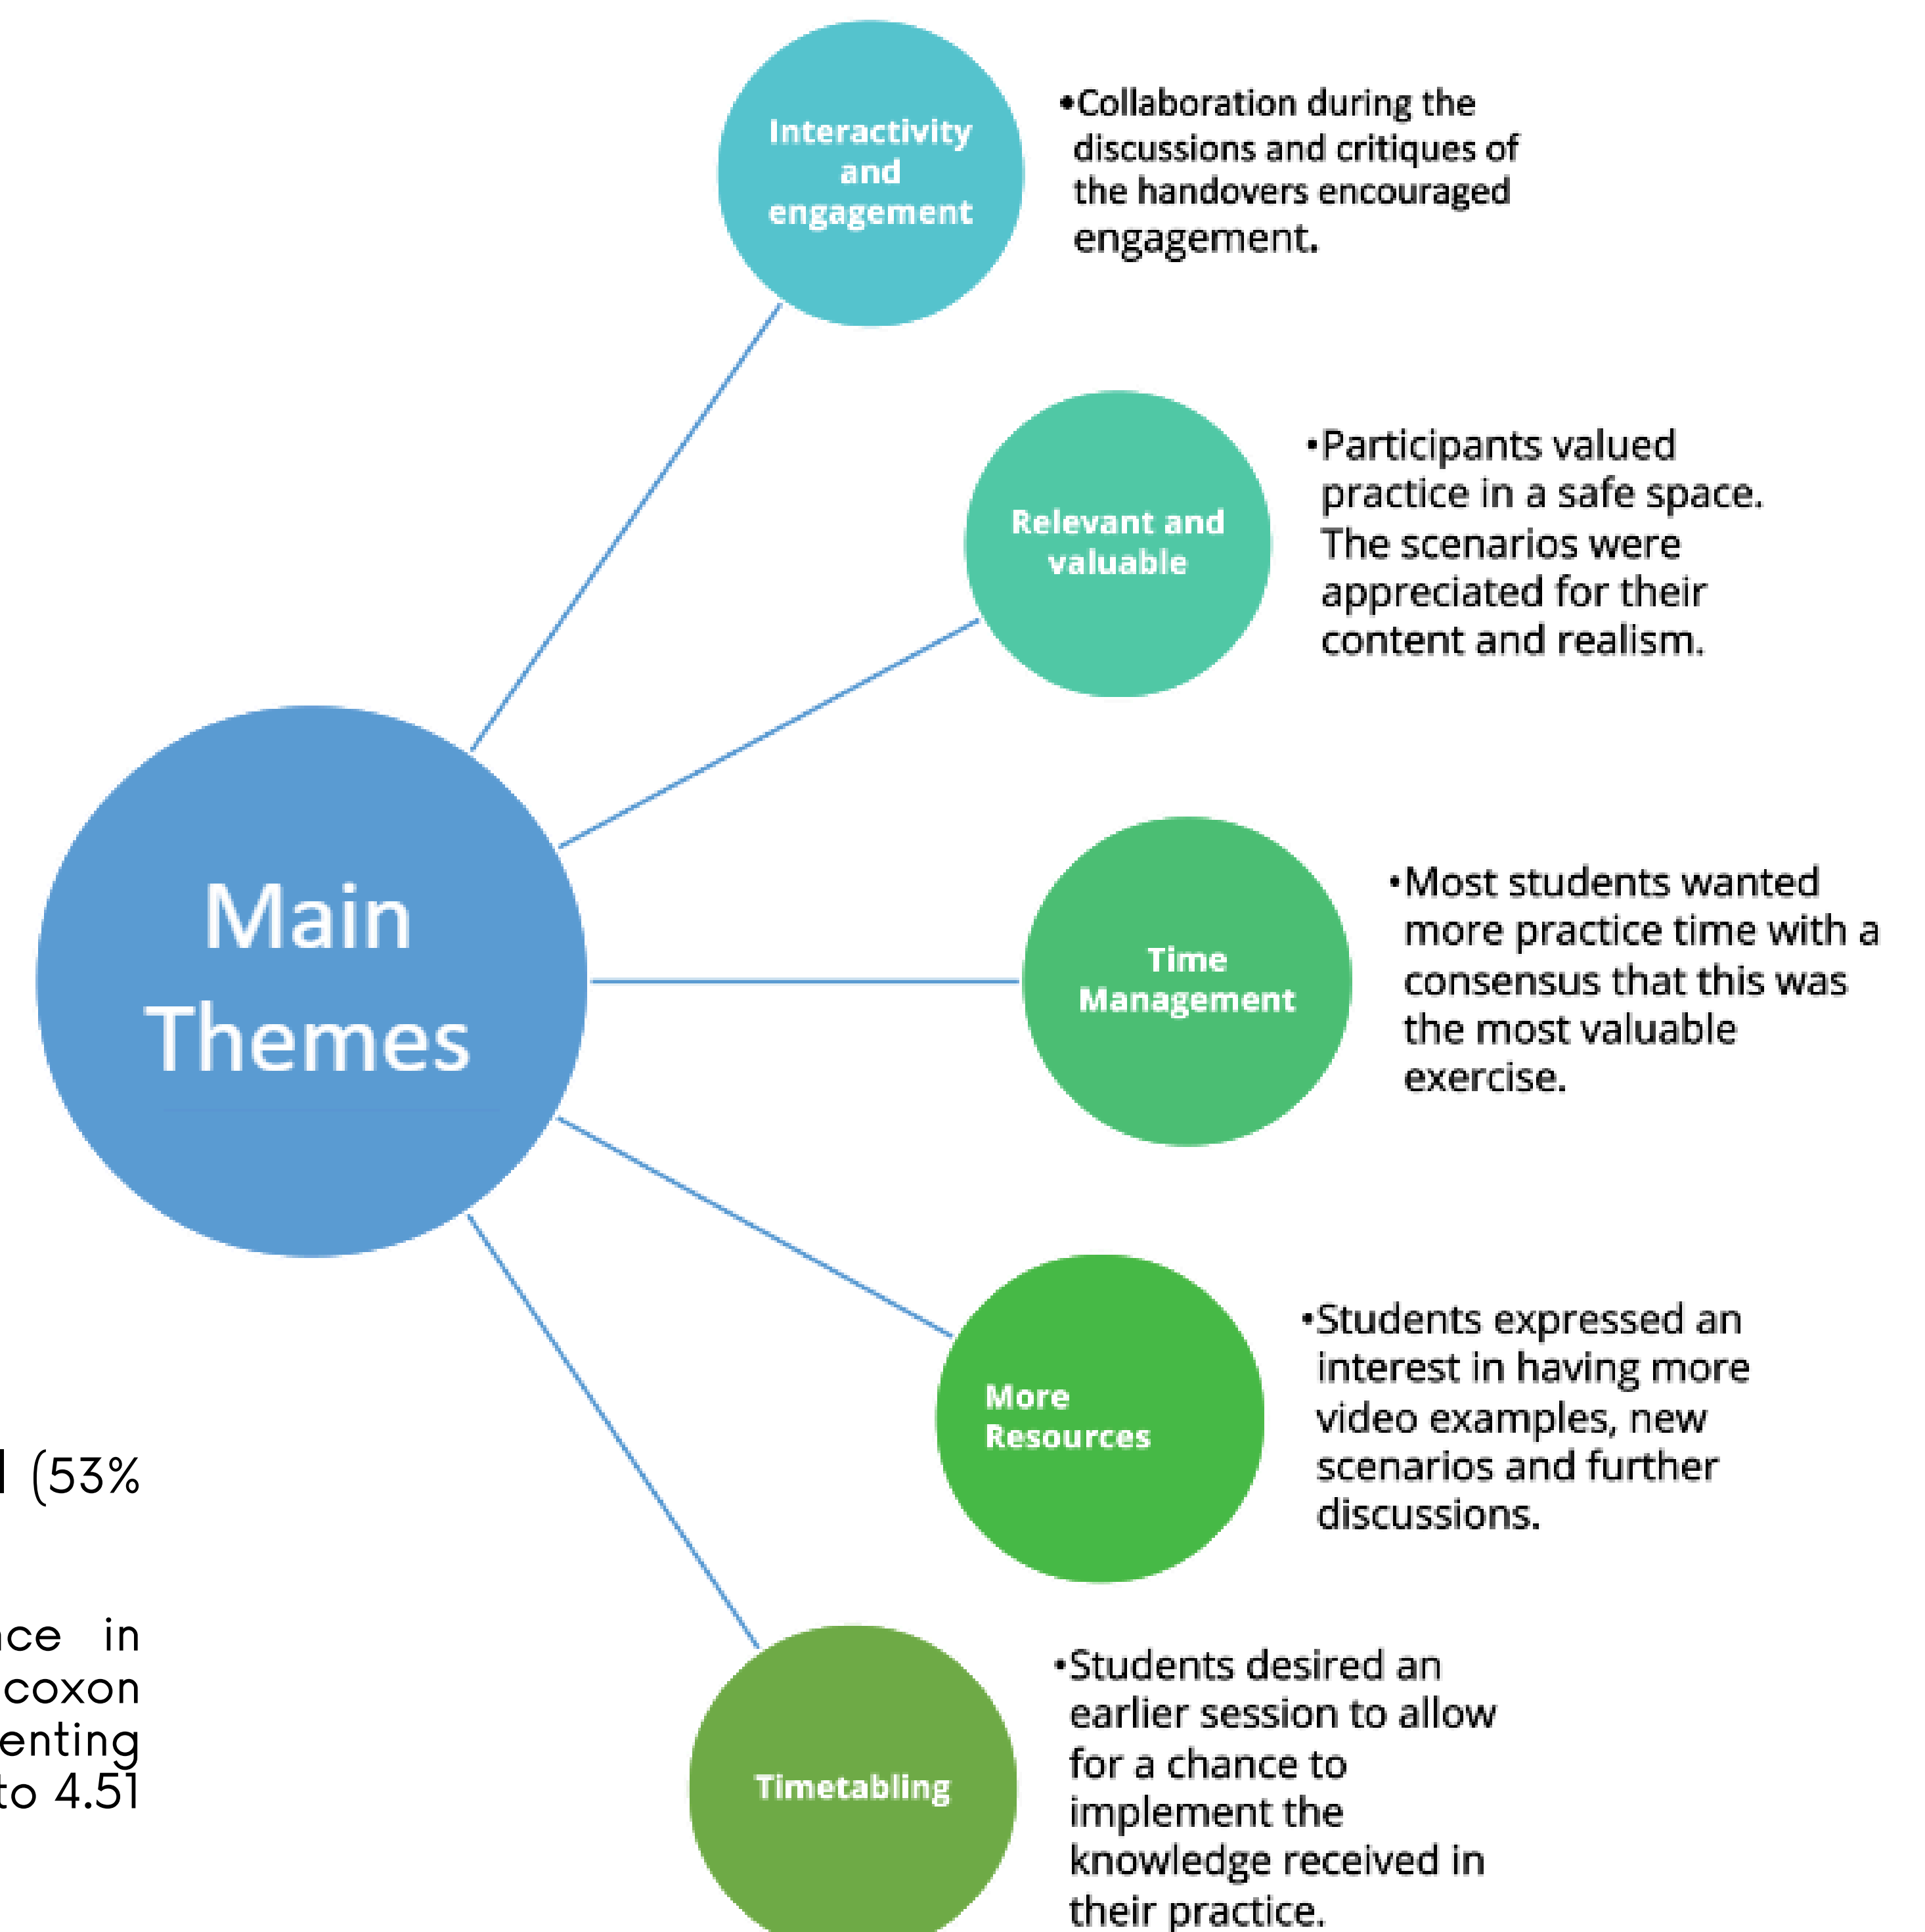 Interactivity
and
engagement
•Collaboration during the
discussions and critiques of
the handovers encouraged
engagement.
Relevant and
valuable
•Participants valued
practice in a safe space.
The scenarios were
appreciated for their
content and realism.
Main
Themes
Time
Management
•Most students wanted
more practice time with a
consensus that this was
the most valuable
exercise.
More
Resources
•Students expressed an
interest in having more
video examples, new
scenarios and further
discussions.
Timetabling
•Students desired an
earlier session to allow
for a chance to
implement the
knowledge received in
their practice.
(53%
in
to 4.51